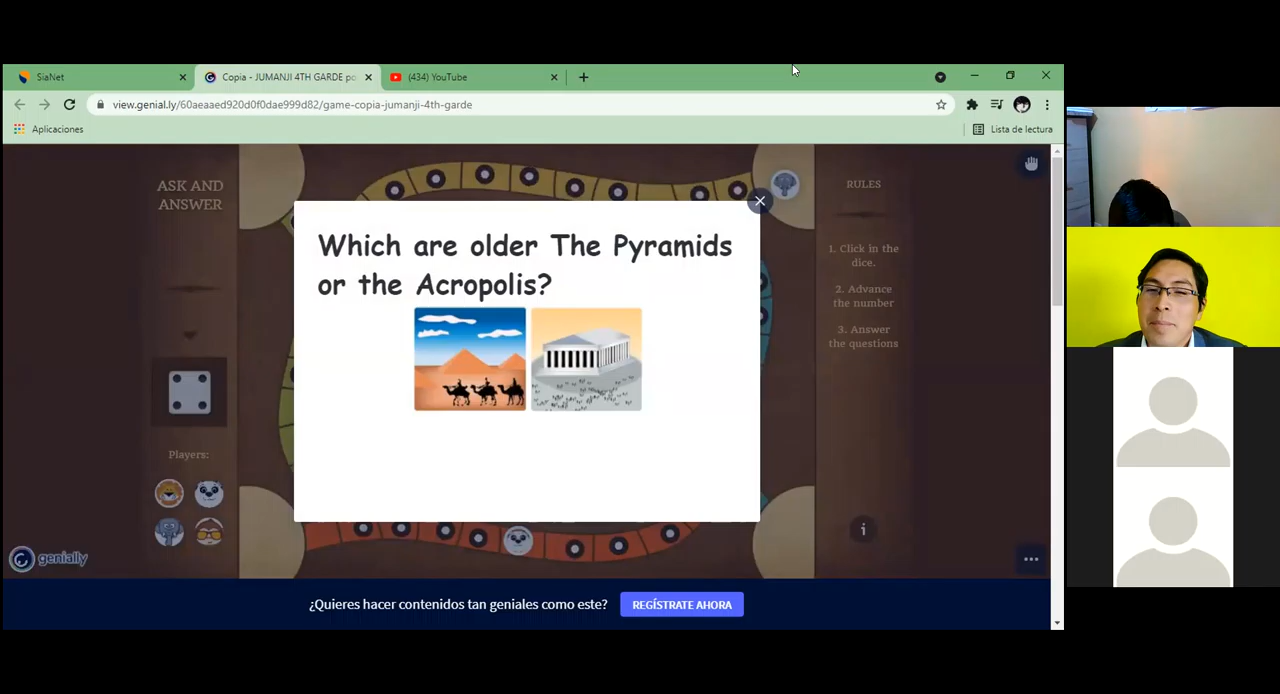 SiaNet
Copia - JUMANJI 4TH GARDE po
(434) YouTube
view.genial.ly/60aeaaed920d0f0dae999d82/game-copia-jumanji-4th-garde
Aplicaciones
Lista de lectura
ASK AND
ANSWER
Players:
Which are older The Pyramids
or the Acropolis?
RULES
1. Click in the
dice.
2. Advance
the number
3. Answer
the questions
i
genially
¿Quieres hacer contenidos tan geniales como este?
REGÍSTRATE AHORA